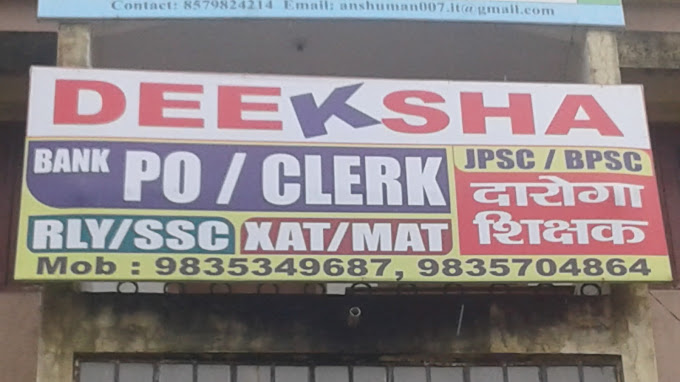 Contact: 8579824214 Email: anshuman007.it@gmail.com
DEEKSHA
BANK PO / CLERK
JPSC / BPSC
RLY/SSC XAT/MAT
दारोगा
शिक्षक
Mob : 9835349687, 9835704864